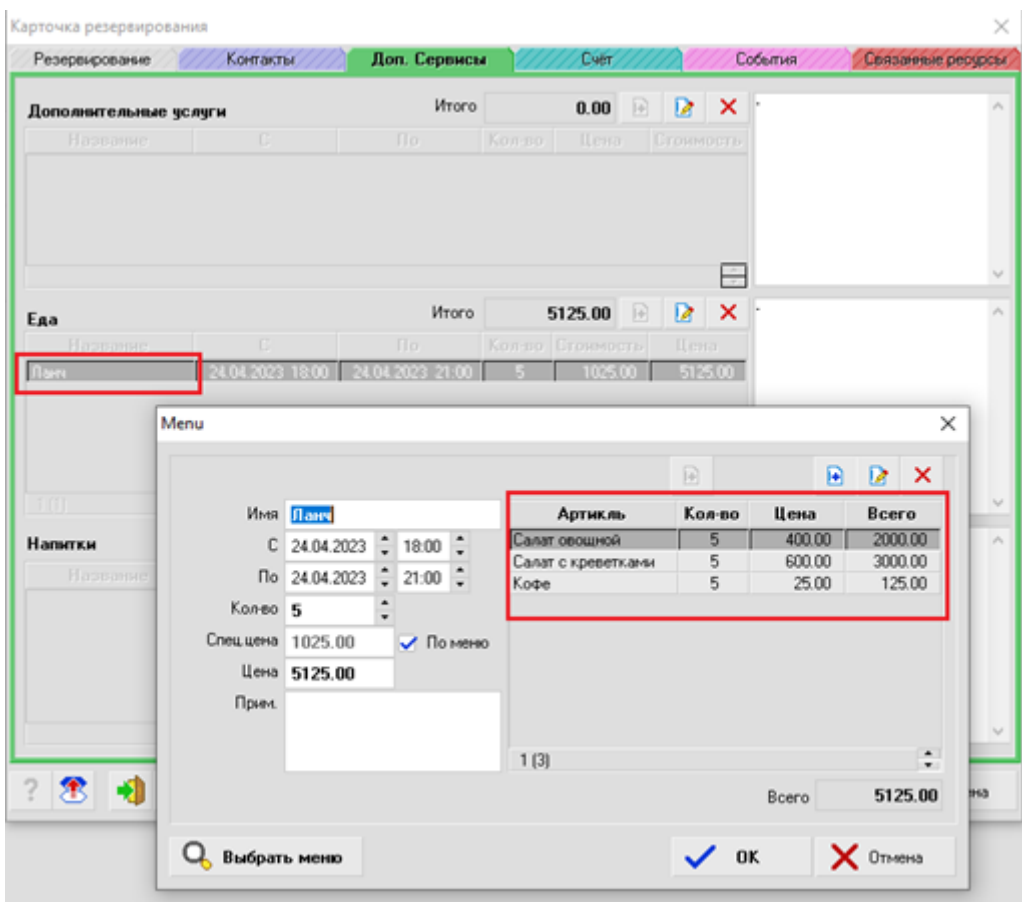 Карточка резервирования
Резервирование Контакты Доп. Сервисы Счёт События Связанные ресурсы
Дополнительные услуги Итого 0.00
Название С По Кол-во Цена Стоимость
Еда Итого 5125.00
Название С По Кол-во Стоимость Цена
Ланч 24.04.2023 18:00 24.04.2023 21:00 5 1025.00 5125.00
1 (1)
Напитки
Название
Menu
Имя Ланч
С 24.04.2023 18:00
По 24.04.2023 21:00
Кол-во 5
Спец.цена 1025.00 По меню
Цена 5125.00
Прим.
Артикль Кол-во Цена Всего
Салат овощной 5 400.00 2000.00
Салат с креветками 5 600.00 3000.00
Кофе 5 25.00 125.00
1 (3)
Всего 5125.00
Выбрать меню OK Отмена
на